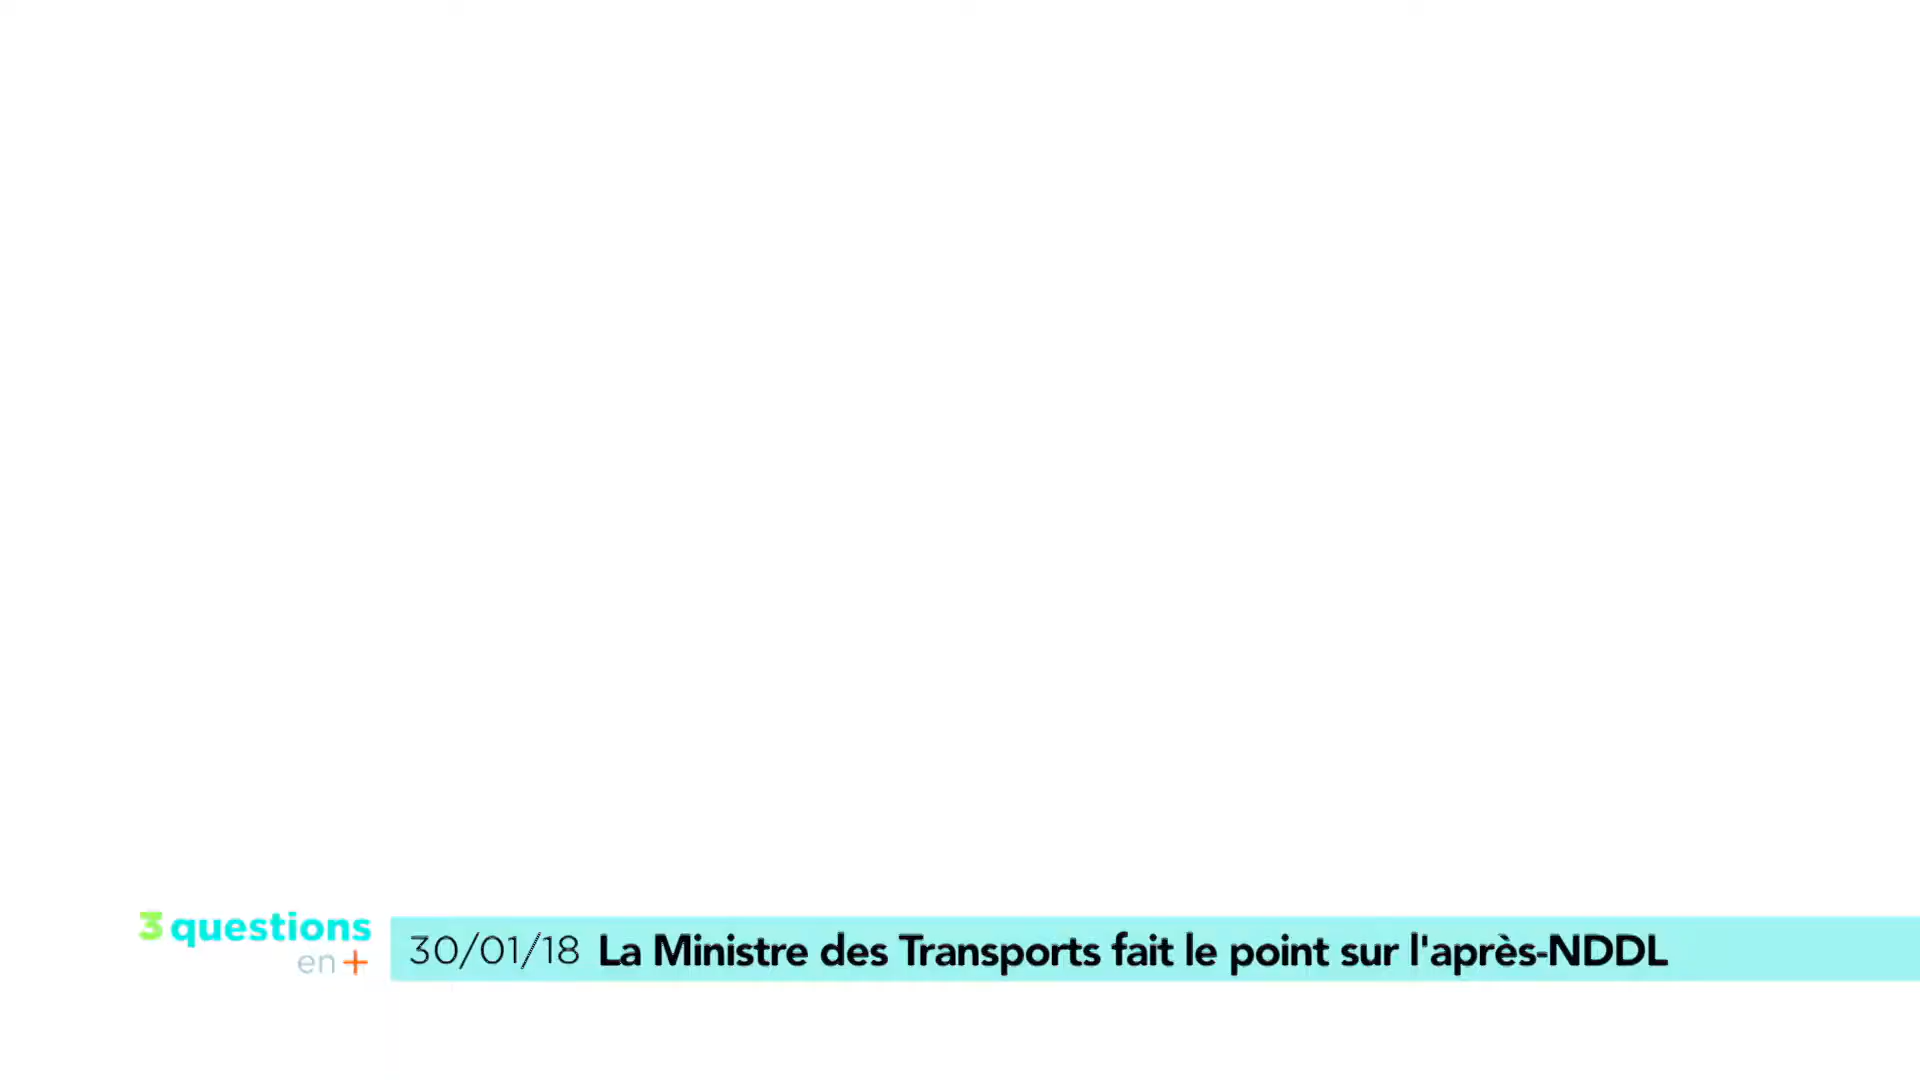 3 questions
en +
30/01/18 La Ministre des Transports fait le point sur l'après-NDDL